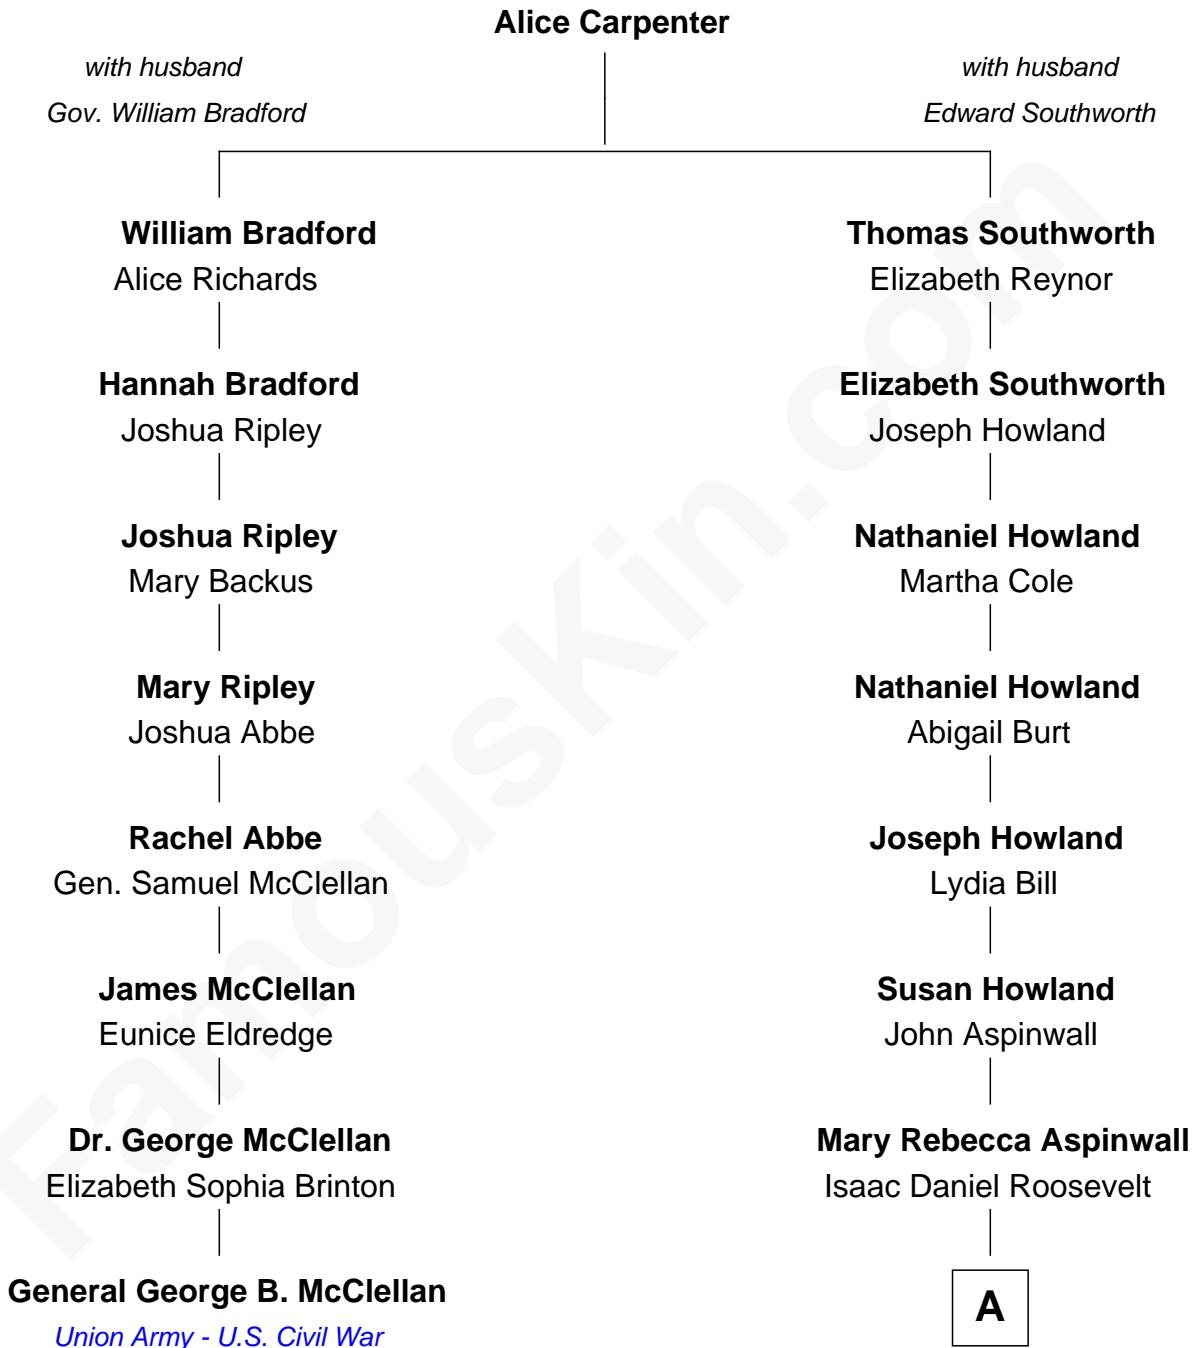 Alice Carpenter
with husband
Gov. William Bradford
with husband
Edward Southworth
William Bradford
Alice Richards
Thomas Southworth
Elizabeth Reynor
Hannah Bradford
Joshua Ripley
Elizabeth Southworth
Joseph Howland
Joshua Ripley
Mary Backus
Nathaniel Howland
Martha Cole
Mary Ripley
Joshua Abbe
Nathaniel Howland
Abigail Burt
Rachel Abbe
Gen. Samuel McClellan
Joseph Howland
Lydia Bill
James McClellan
Eunice Eldredge
Susan Howland
John Aspinwall
Dr. George McClellan
Elizabeth Sophia Brinton
Mary Rebecca Aspinwall
Isaac Daniel Roosevelt
General George B. McClellan
Union Army - U.S. Civil War
A
FamousKin.com